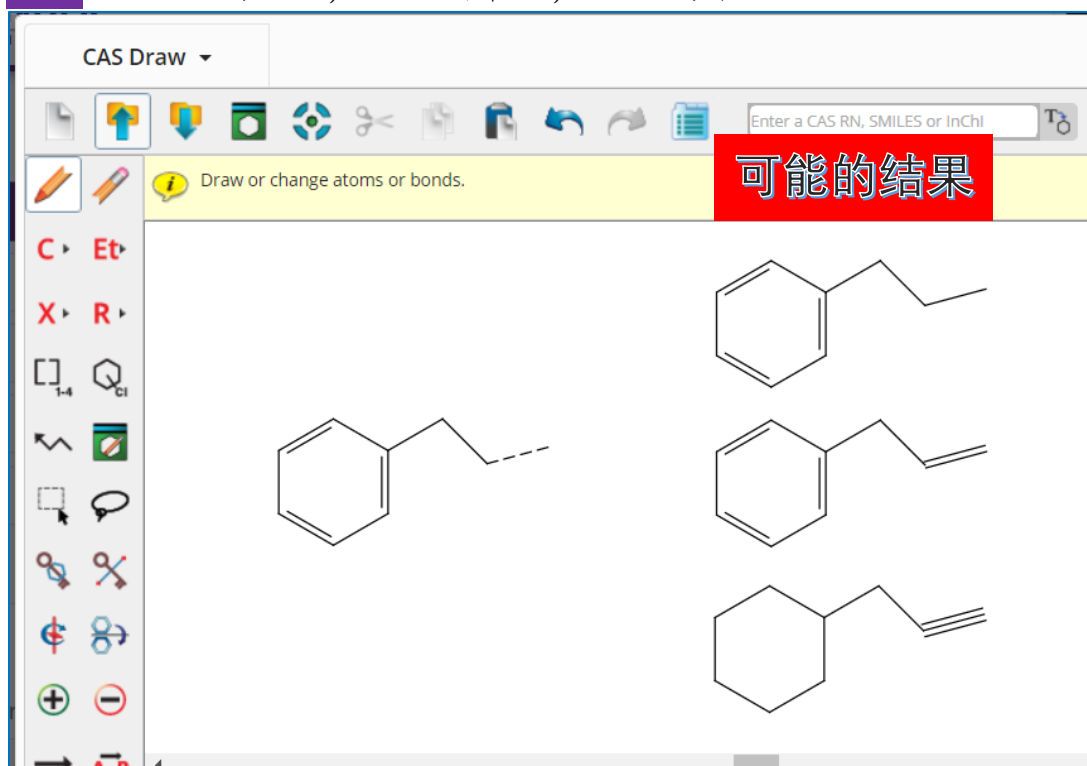 CAS Draw
Enter a CAS RN, SMILES or InChI
T
Draw or change atoms or bonds.
可能的结果
C Et
X R
1-4 Cl